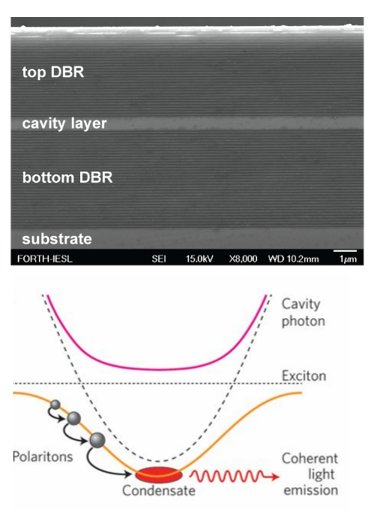 top DBR
cavity layer
bottom DBR
substrate
FORTH-IESL SEI 15.0kV X8,000 WD 10.2mm 1μm
Cavity
photon
Exciton
Polaritons
Condensate
Coherent
light
emission